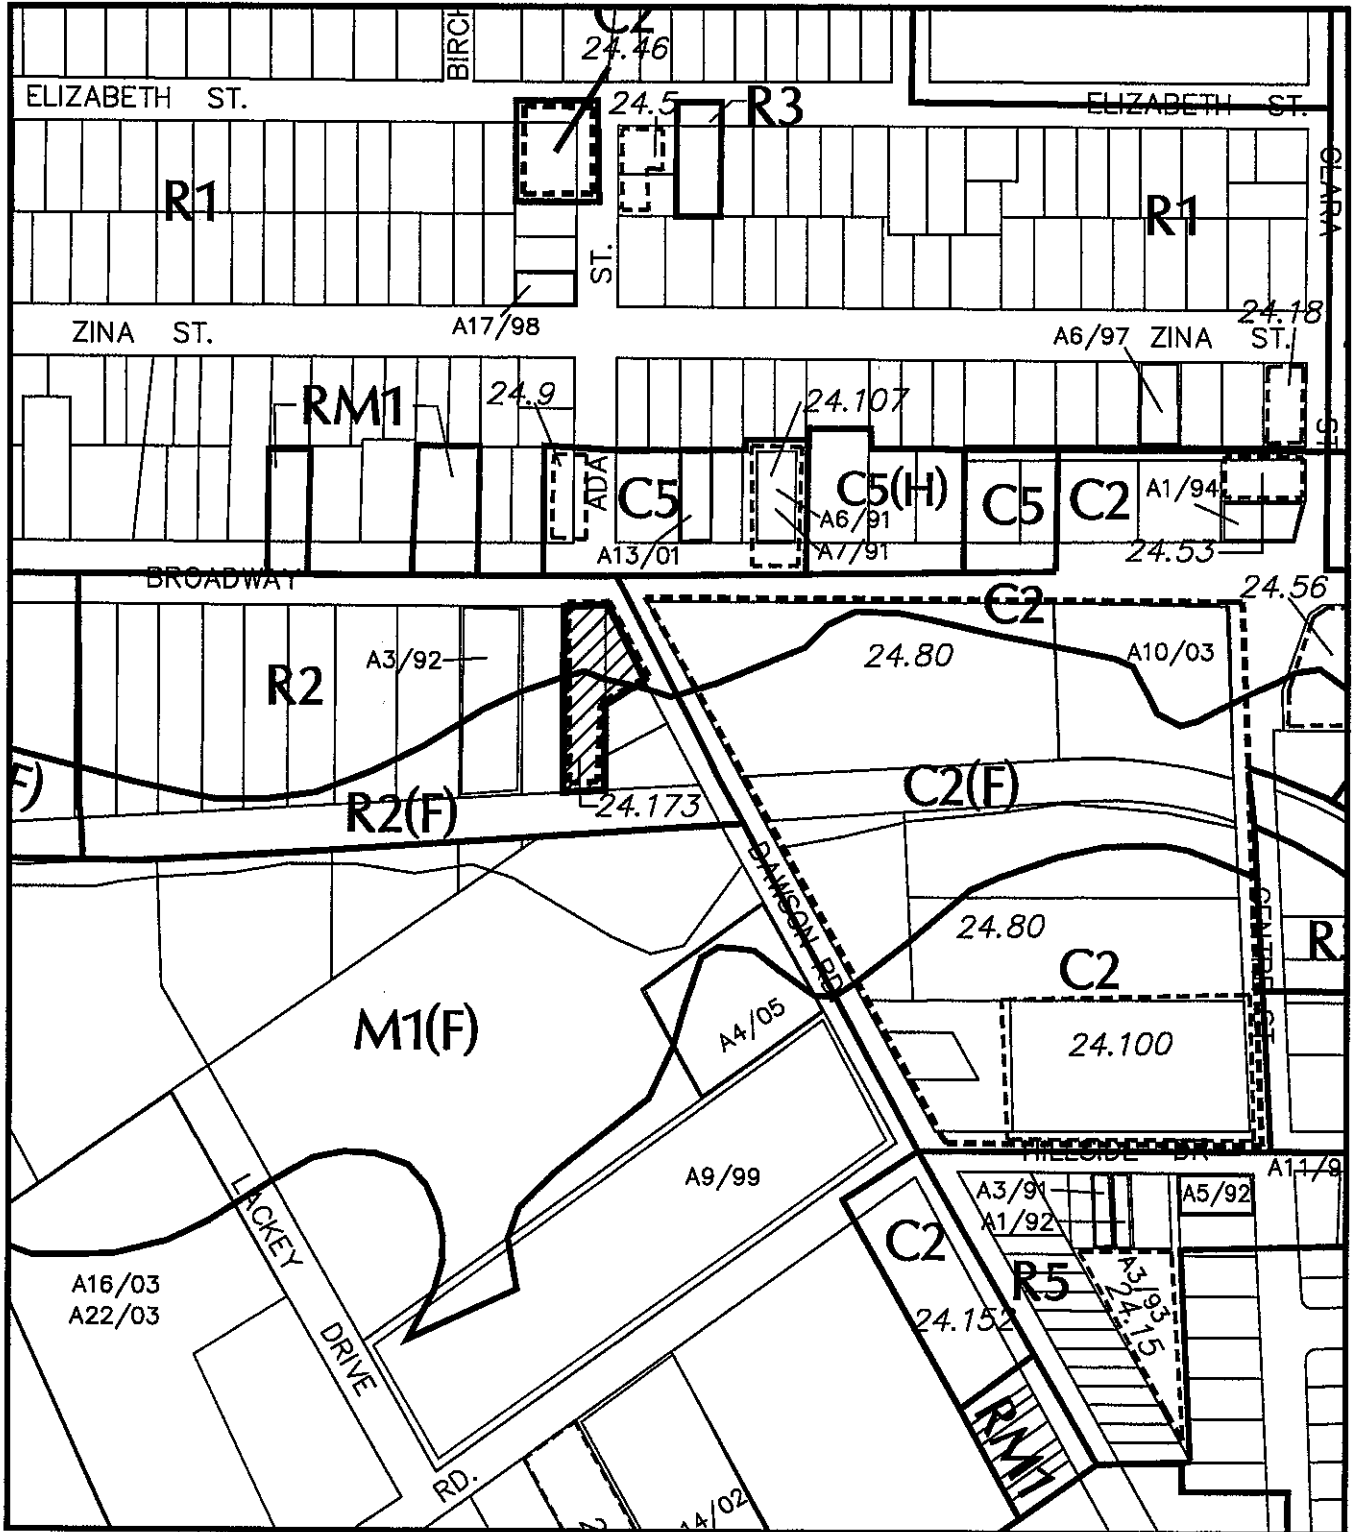 C2
24.46
BIRCH
ELIZABETH ST.
24.5
R3
ELIZABETH ST.
R1
R1
CLARA
ST.
ST.
A17/98
ZINA ST.
24.18
A6/97
ZINA ST.
RM1
24.9
24.107
ADA
C5
C5(H)
C5
C2
A1/94
A6/91
A7/91
A13/01
24.53
BROADWAY
C2
24.56
A3/92
R2
24.80
A10/03
F)
R2(F)
24.173
C2(F)
DAWSON RD.
24.80
CENTRE ST.
C2
M1(F)
A4/05
24.100
HILLSIDE DR.
A9/99
A3/91
A1/92
A5/92
A11/9
LACKEY DRIVE
C2
R5
A3/93
24.15
A16/03
A22/03
24.152
RM1
RD.
14/02